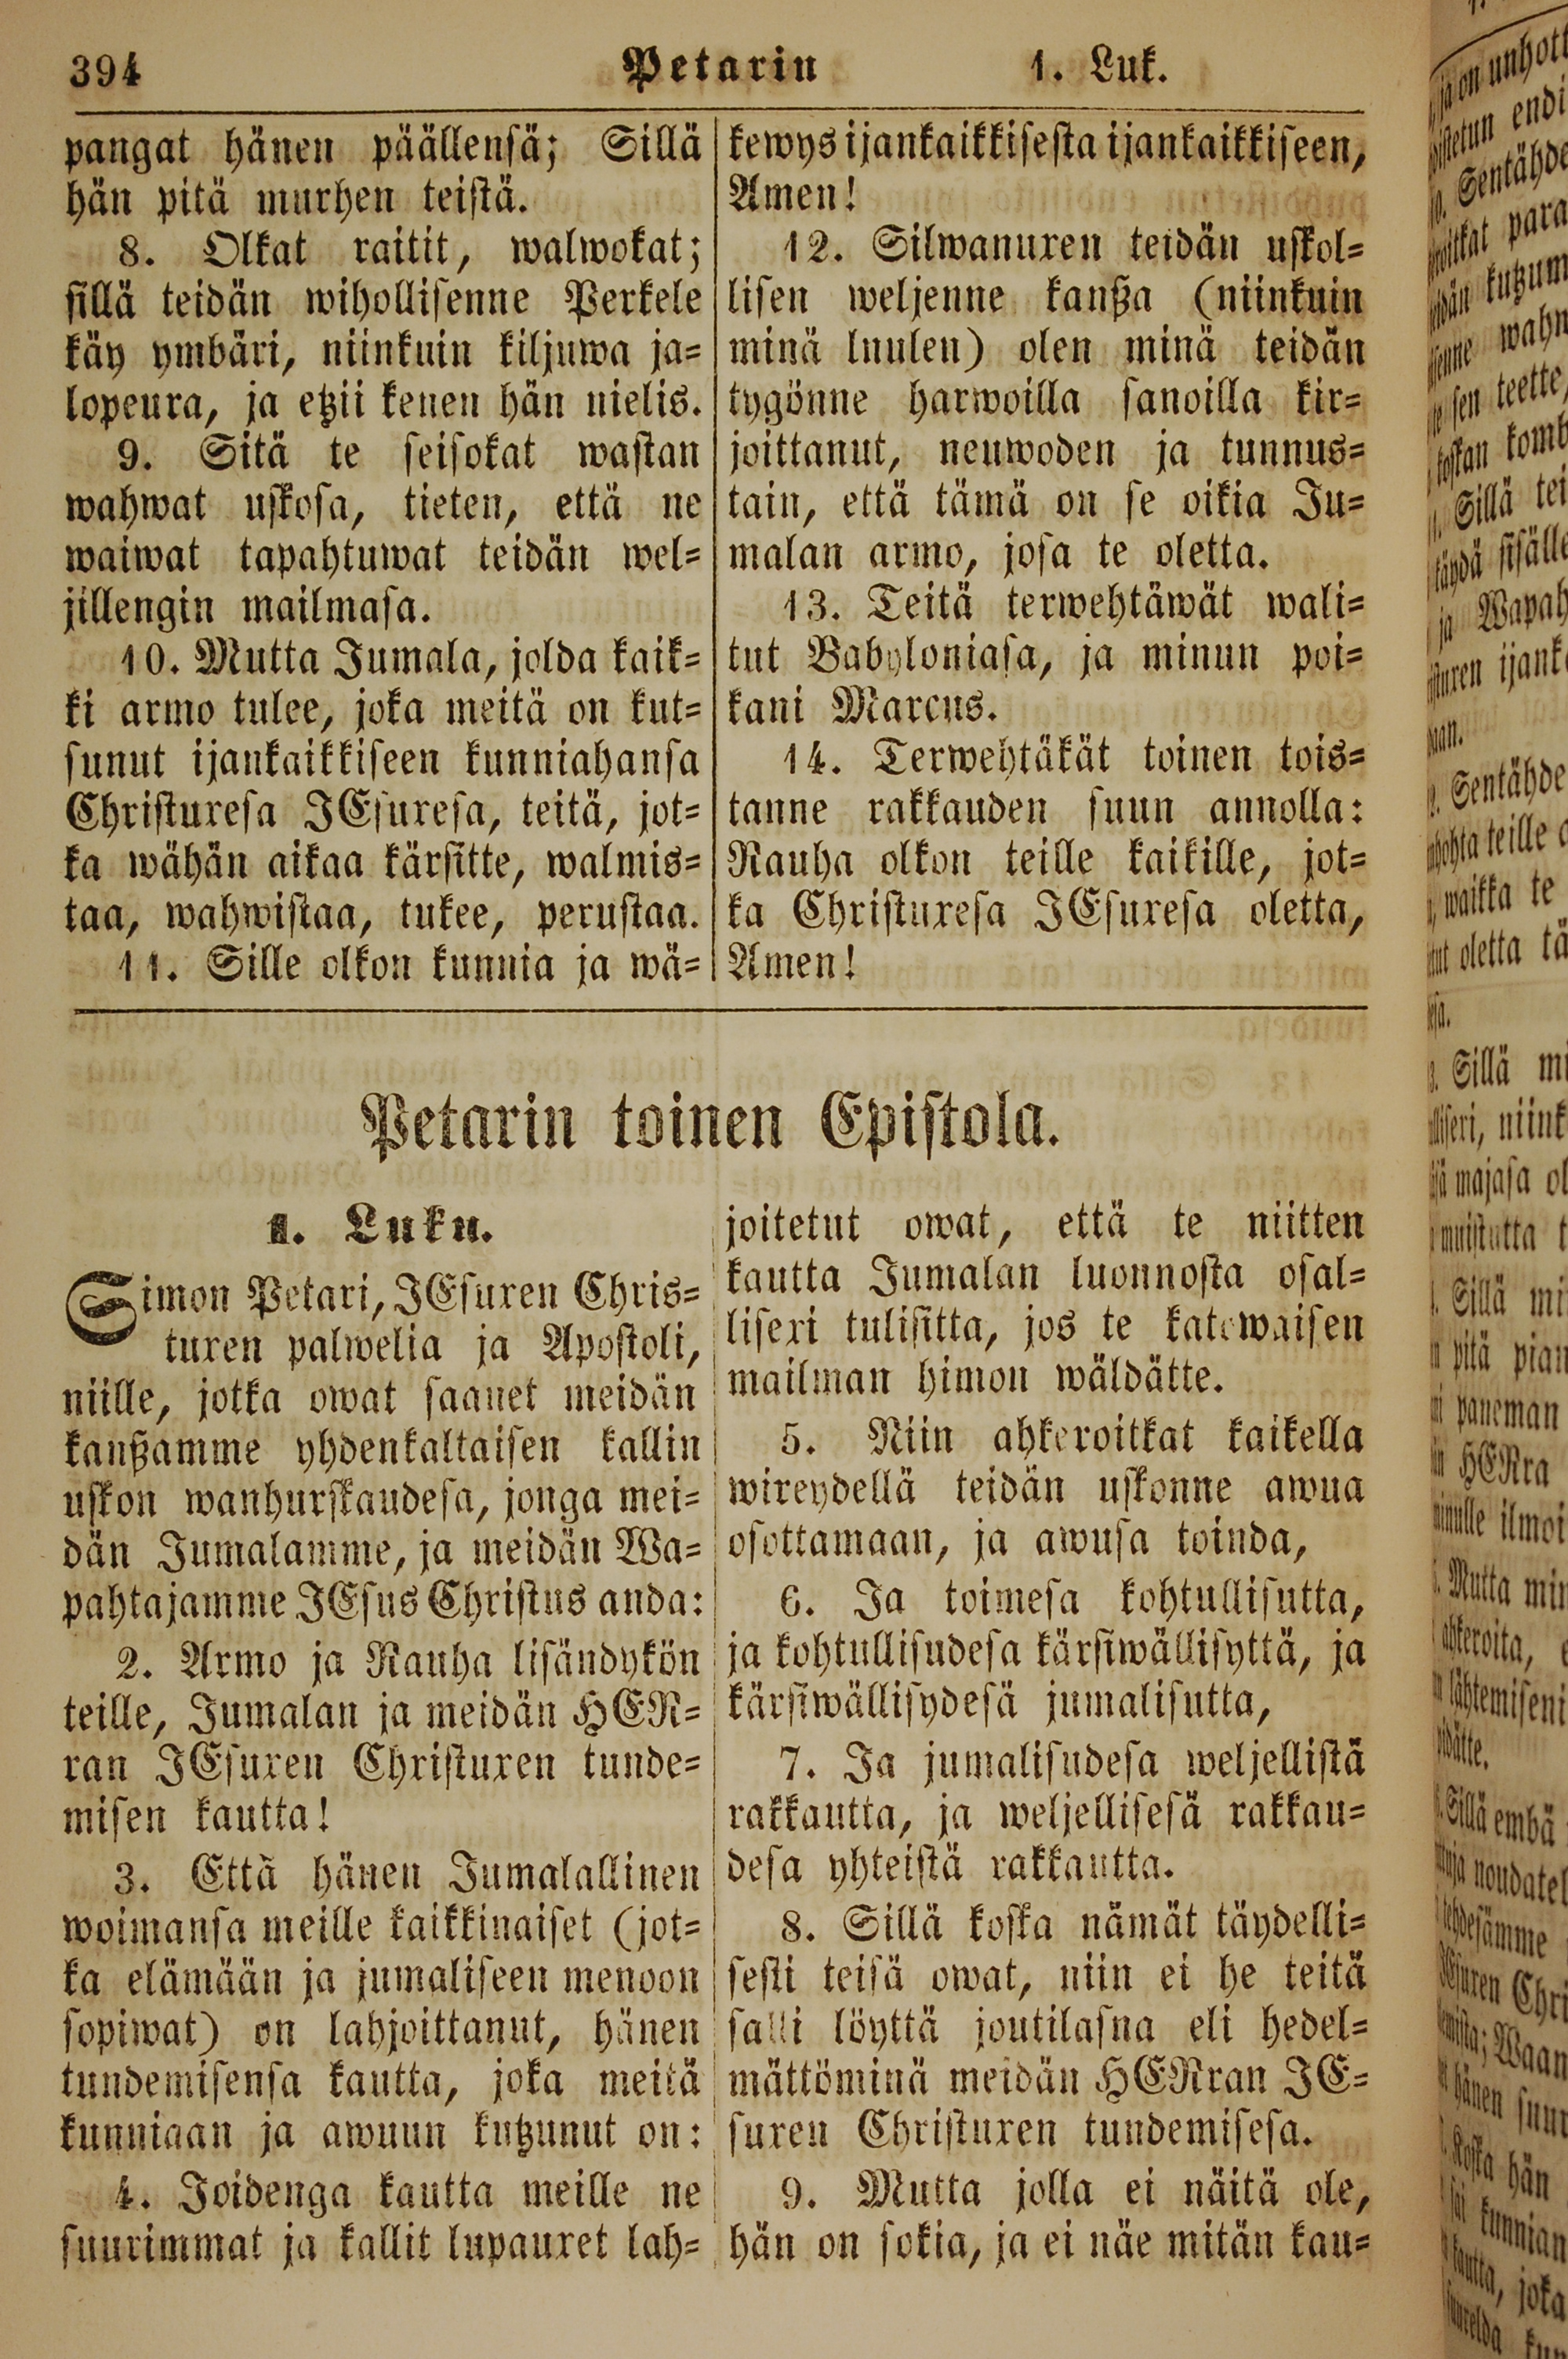 394 Petarin 1. Luk.
pangat hänen päällensä; Sillä
hän pitä murhen teistä.
8. Olkat raitit, walwokat;
sillä teidän wihollisenne Perkele
käy ymbäri, niinkuin kiljuwa ja=
lopeura, ja etzii kenen hän nielis.
9. Sitä te seisokat wastan
wahwat uskosa, tieten, että ne
waiwat tapahtuwat teidän wel=
jillengin mailmasa.
10. Mutta Jumala, jolda kaik=
ki armo tulee, joka meitä on kut=
sunut ijankaikkiseen kunniahansa
Christuxesa JEsuxesa, teitä, jot=
ka wähän aikaa kärsitte, walmis=
taa, wahwistaa, tukee, perustaa.
11. Sille olkon kunnia ja wä=
kewys ijankaikkisesta ijankaikkiseen,
Amen!
12. Silwanuxen teidän uskol=
lisen weljenne kanßa (niinkuin
minä luulen) olen minä teidän
tygönne harwoilla sanoilla kir=
joittanut, neuwoden ja tunnus=
tain, että tämä on se oikia Ju=
malan armo, josa te oletta.
13. Teitä terwehtäwät wali=
tut Babyloniasa, ja minun poi=
kani Marcus.
14. Terwehtäkät toinen tois=
tanne rakkauden suun annolla:
Rauha olkon teille kaikille, jot=
ka Christuxesa JEsuxesa oletta,
Amen!
Petarin toinen Epistola.
1. Luku.
Simon Petari, JEsuxen Chris=
tuxen palwelia ja Apostoli,
niille, jotka owat saanet meidän
kanßamme yhdenkaltaisen kallin
uskon wanhurskaudesa, jonga mei=
dän Jumalamme, ja meidän Wa=
pahtajamme JEsus Christus anda:
2. Armo ja Rauha lisändykön
teille, Jumalan ja meidän HER=
ran JEsuxen Christuxen tunde=
misen kautta!
3. Että hänen Jumalallinen
woimansa meille kaikkinaiset (jot=
ka elämään ja jumaliseen menoon
sopiwat) on lahjoittanut, hänen
tundemisensa kautta, joka meitä
kunniaan ja awuun kutzunut on:
4. Joidenga kautta meille ne
suurimmat ja kallit lupauxet lah=
joitetut owat, että te niitten
kautta Jumalan luonnosta osal=
lisexi tulisitta, jos te katowaisen
mailman himon wäldätte.
5. Niin ahkeroitkat kaikella
wireydellä teidän uskonne awua
osottamaan, ja awusa toinda,
6. Ja toimesa kohtullisutta,
ja kohtullisudesa kärsiwällisyttä, ja
kärsiwällisydesä jumalisutta,
7. Ja jumalisudesa weljellistä
rakkautta, ja weljellisesä rakkau=
desa yhteistä rakkautta.
8. Sillä koska nämät täydelli=
sesti teisä owat, niin ei he teitä
salli löyttä joutilasna eli hedel=
mättöminä meidän HERran JE=
suxen Christuxen tundemisesa.
9. Mutta jolla ei näitä ole,
hän on sokia, ja ei näe mitän kau=